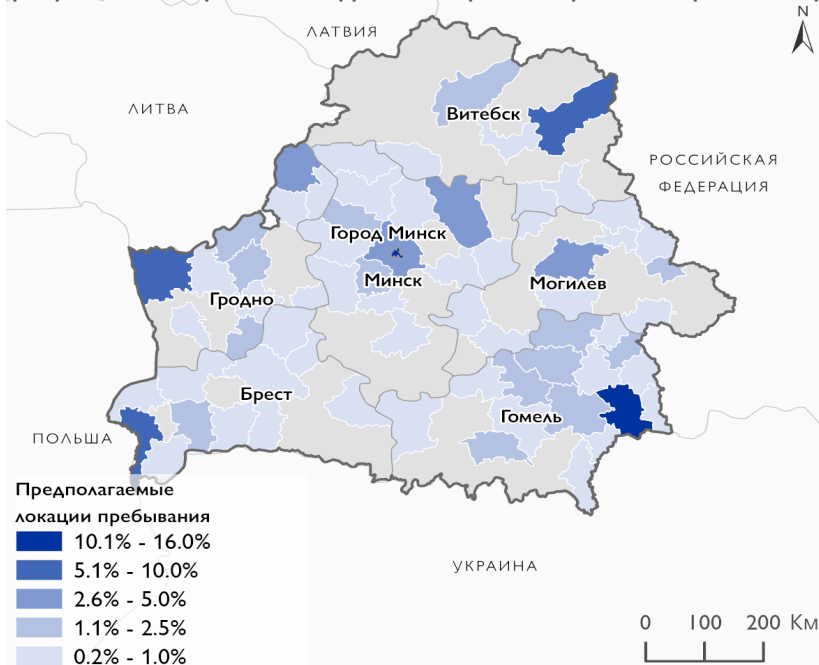 N
ЛАТВИЯ
ЛИТВА
Витебск
РОССИЙСКАЯ
ФЕДЕРАЦИЯ
Город Минск
Минск
Могилев
Гродно
Брест
Гомель
ПОЛЬША
Предполагаемые
локации пребывания
10.1% - 16.0%
5.1% - 10.0%
2.6% - 5.0%
1.1% - 2.5%
0.2% - 1.0%
УКРАИНА
0 100 200 Км